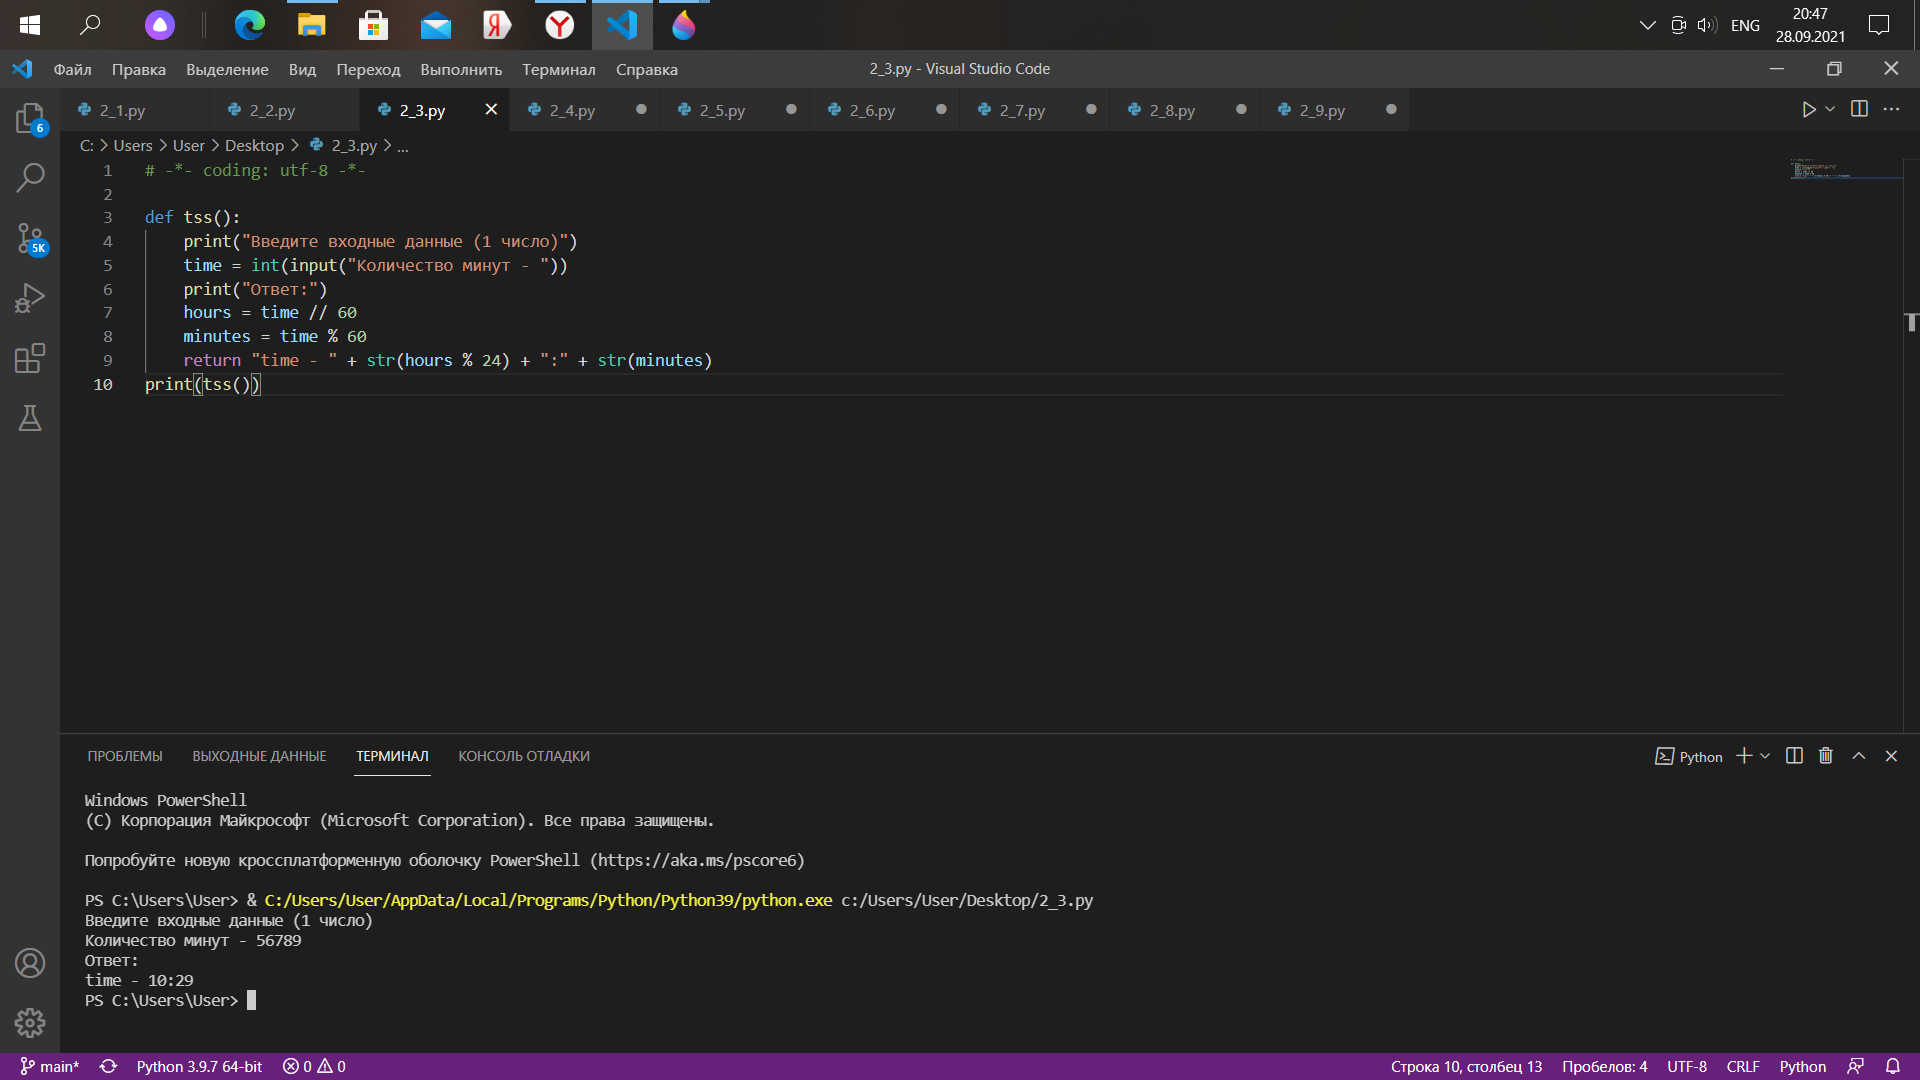 ENG
20:47
28.09.2021
Файл Правка Выделение Вид Переход Выполнить Терминал Справка
2_3.py - Visual Studio Code
2_1.py 2_2.py 2_3.py 2_4.py 2_5.py 2_6.py 2_7.py 2_8.py 2_9.py
6
C: > Users > User > Desktop > 2_3.py > ...
1 # -*- coding: utf-8 -*-
2
3 def tss():
4 print("Введите входные данные (1 число)")
5 time = int(input("Количество минут - "))
5K
6 print("Ответ:")
7 hours = time // 60
8 minutes = time % 60
9 return "time - " + str(hours % 24) + ":" + str(minutes)
10 print(tss())
ПРОБЛЕМЫ ВЫХОДНЫЕ ДАННЫЕ ТЕРМИНАЛ КОНСОЛЬ ОТЛАДКИ
Python
Windows PowerShell
(C) Корпорация Майкрософт (Microsoft Corporation). Все права защищены.
Попробуйте новую кроссплатформенную оболочку PowerShell (https://aka.ms/pscore6)
PS C:\Users\User> & C:/Users/User/AppData/Local/Programs/Python/Python39/python.exe c:/Users/User/Desktop/2_3.py
Введите входные данные (1 число)
Количество минут - 56789
Ответ:
time - 10:29
PS C:\Users\User>
main* Python 3.9.7 64-bit 0 0 Строка 10, столбец 13 Пробелов: 4 UTF-8 CRLF Python